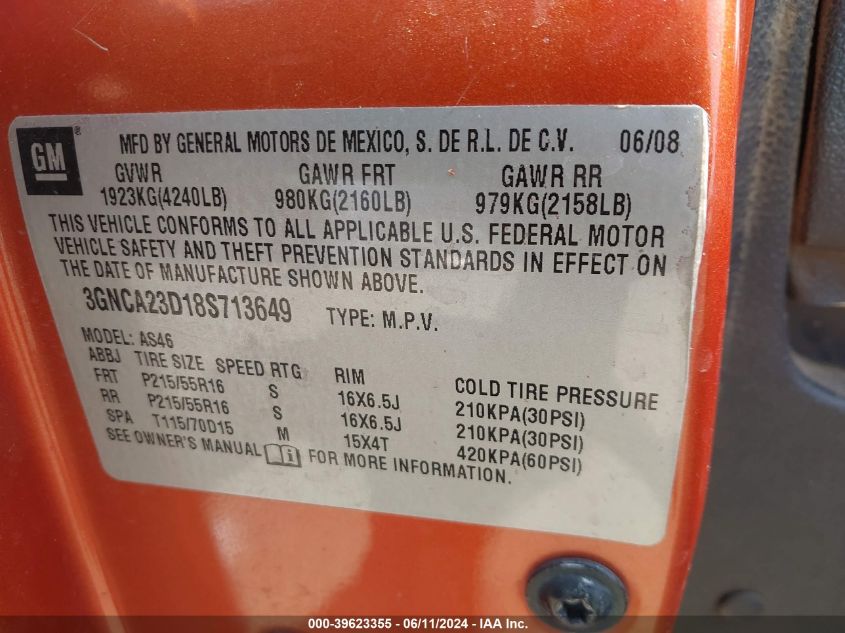 GM ®
MFD BY GENERAL MOTORS DE MEXICO, S. DE R.L. DE C.V. 06/08
GVWR GAWR FRT GAWR RR
1923KG(4240LB) 980KG(2160LB) 979KG(2158LB)
THIS VEHICLE CONFORMS TO ALL APPLICABLE U.S. FEDERAL MOTOR
VEHICLE SAFETY AND THEFT PREVENTION STANDARDS IN EFFECT ON
THE DATE OF MANUFACTURE SHOWN ABOVE.
3GNCA23D18S713649 TYPE: M.P.V.
MODEL: AS46
ABBJ TIRE SIZE SPEED RTG RIM COLD TIRE PRESSURE
FRT P215/55R16 S 16X6.5J 210KPA(30PSI)
RR P215/55R16 S 16X6.5J 210KPA(30PSI)
SPA T115/70D15 M 15X4T 420KPA(60PSI)
SEE OWNER'S MANUAL i FOR MORE INFORMATION.
000-39623355 - 06/11/2024 - IAA Inc.